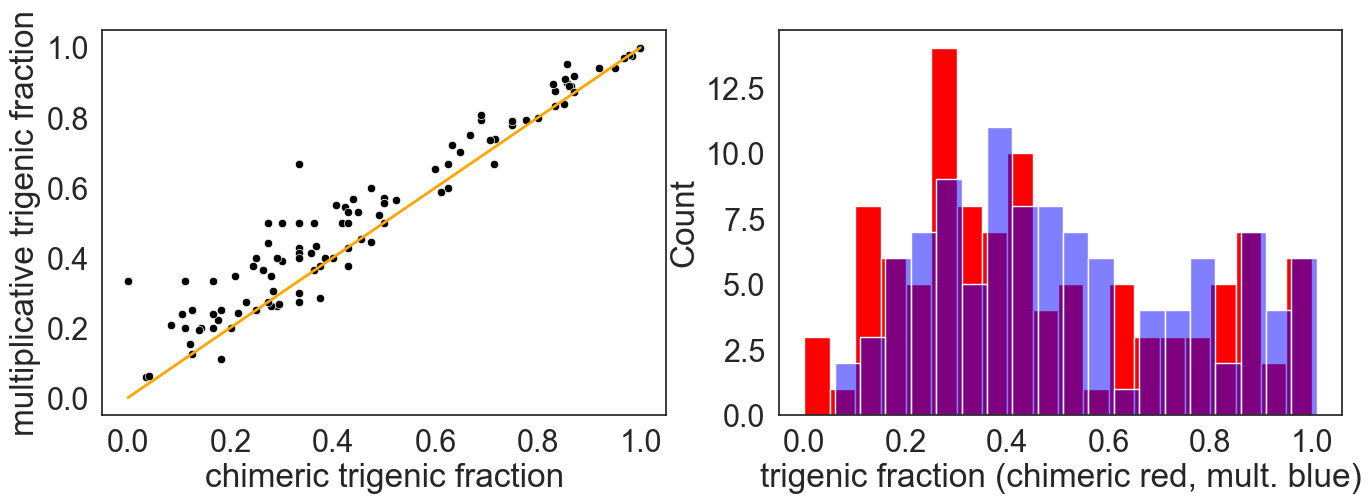 multiplicative trigenic fraction
1.0
0.8
0.6
0.4
0.2
0.0
0.0 0.2 0.4 0.6 0.8 1.0
chimeric trigenic fraction
Count
12.5
10.0
7.5
5.0
2.5
0.0
0.0 0.2 0.4 0.6 0.8 1.0
trigenic fraction (chimeric red, mult. blue)